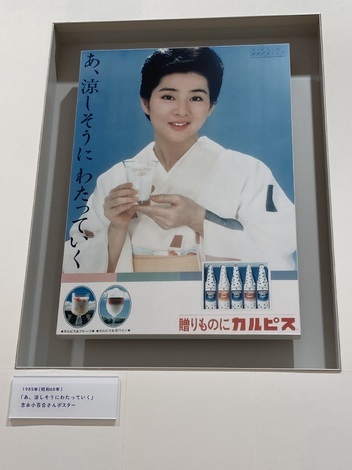 あ、涼しそうに わたっていく
贈りものにカルピス
1985年(昭和60年)
「あ、涼しそうにわたっていく」
吉永小百合さんポスター